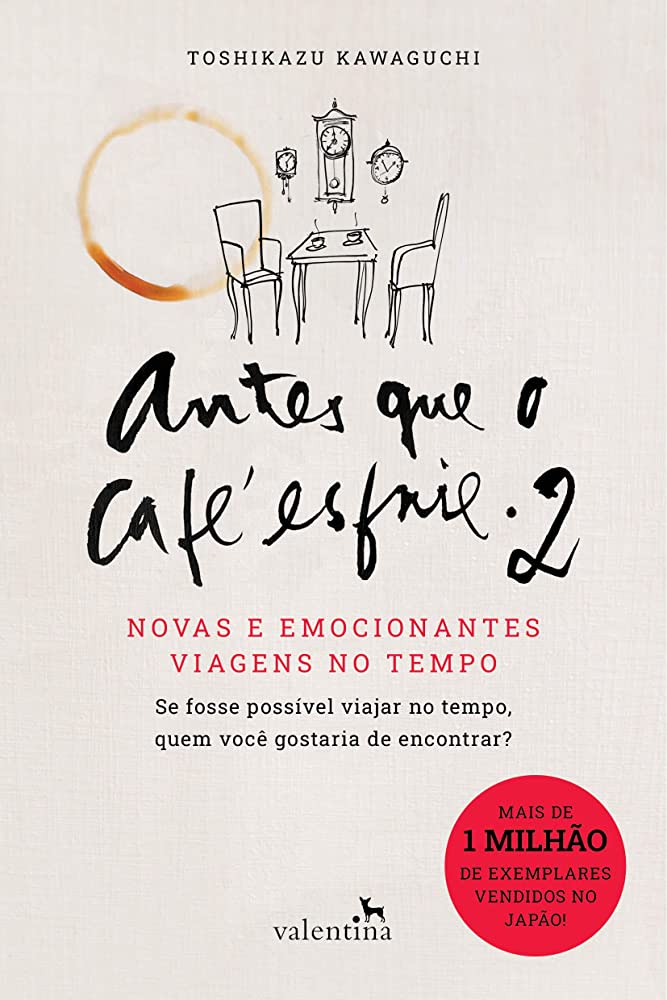 TOSHIKAZU KAWAGUCHI
Antes que o
café esfrie. 2
NOVAS E EMOCIONANTES
VIAGENS NO TEMPO
Se fosse possível viajar no tempo,
quem você gostaria de encontrar?
MAIS DE
1 MILHÃO
DE EXEMPLARES
VENDIDOS NO
JAPÃO!
valentina